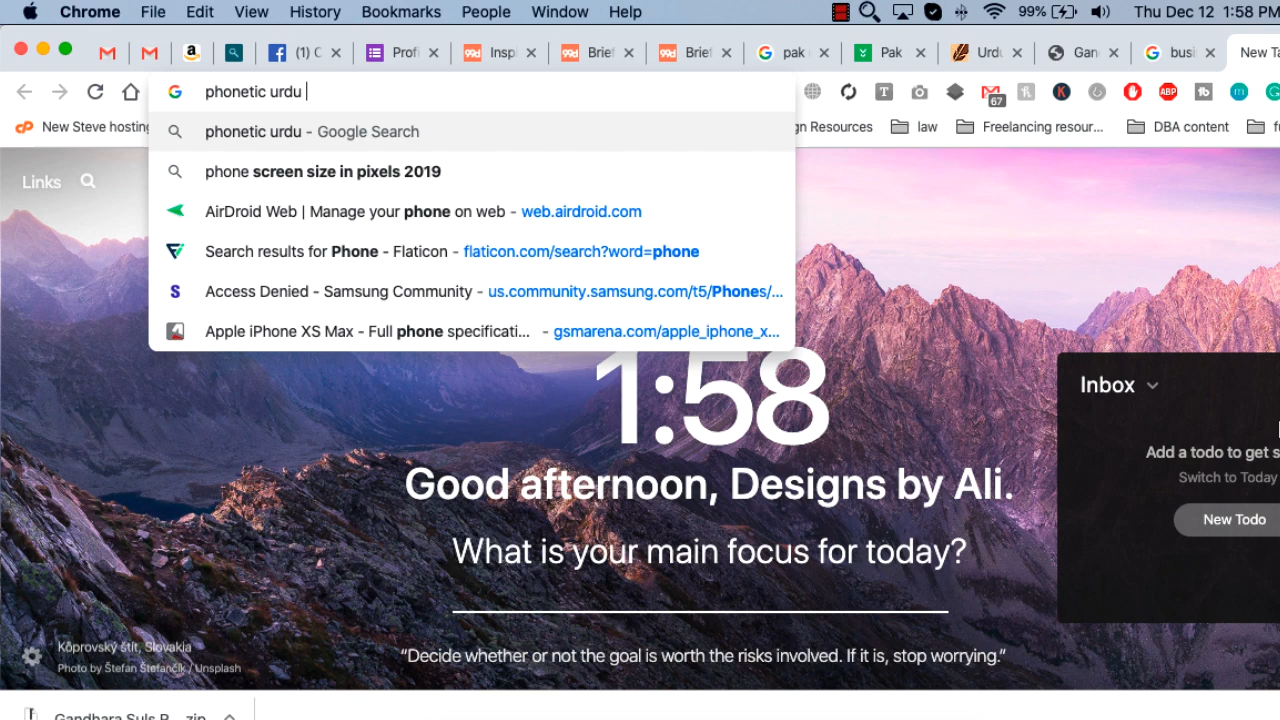 Chrome File Edit View History Bookmarks People Window Help 99% Thu Dec 12 1:58 PM
(1) C Profi Insp Brief Brief pak Pak Urdu Gan busi New Ta
phonetic urdu
67 ABP
New Steve hosting gn Resources law Freelancing resour... DBA content
phonetic urdu - Google Search
phone screen size in pixels 2019
AirDroid Web | Manage your phone on web - web.airdroid.com
Search results for Phone - Flaticon - flaticon.com/search?word=phone
Access Denied - Samsung Community - us.community.samsung.com/t5/Phones/...
Apple iPhone XS Max - Full phone specificati... - gsmarena.com/apple_iphone_x...
Links
1:58
Good afternoon, Designs by Ali.
What is your main focus for today?
Inbox
Add a todo to get s
Switch to Today
New Todo
Kôprovský štít, Slovakia
Photo by Štefan Štefančík / Unsplash
“Decide whether or not the goal is worth the risks involved. If it is, stop worrying.”
Gandhara Suls R....zip